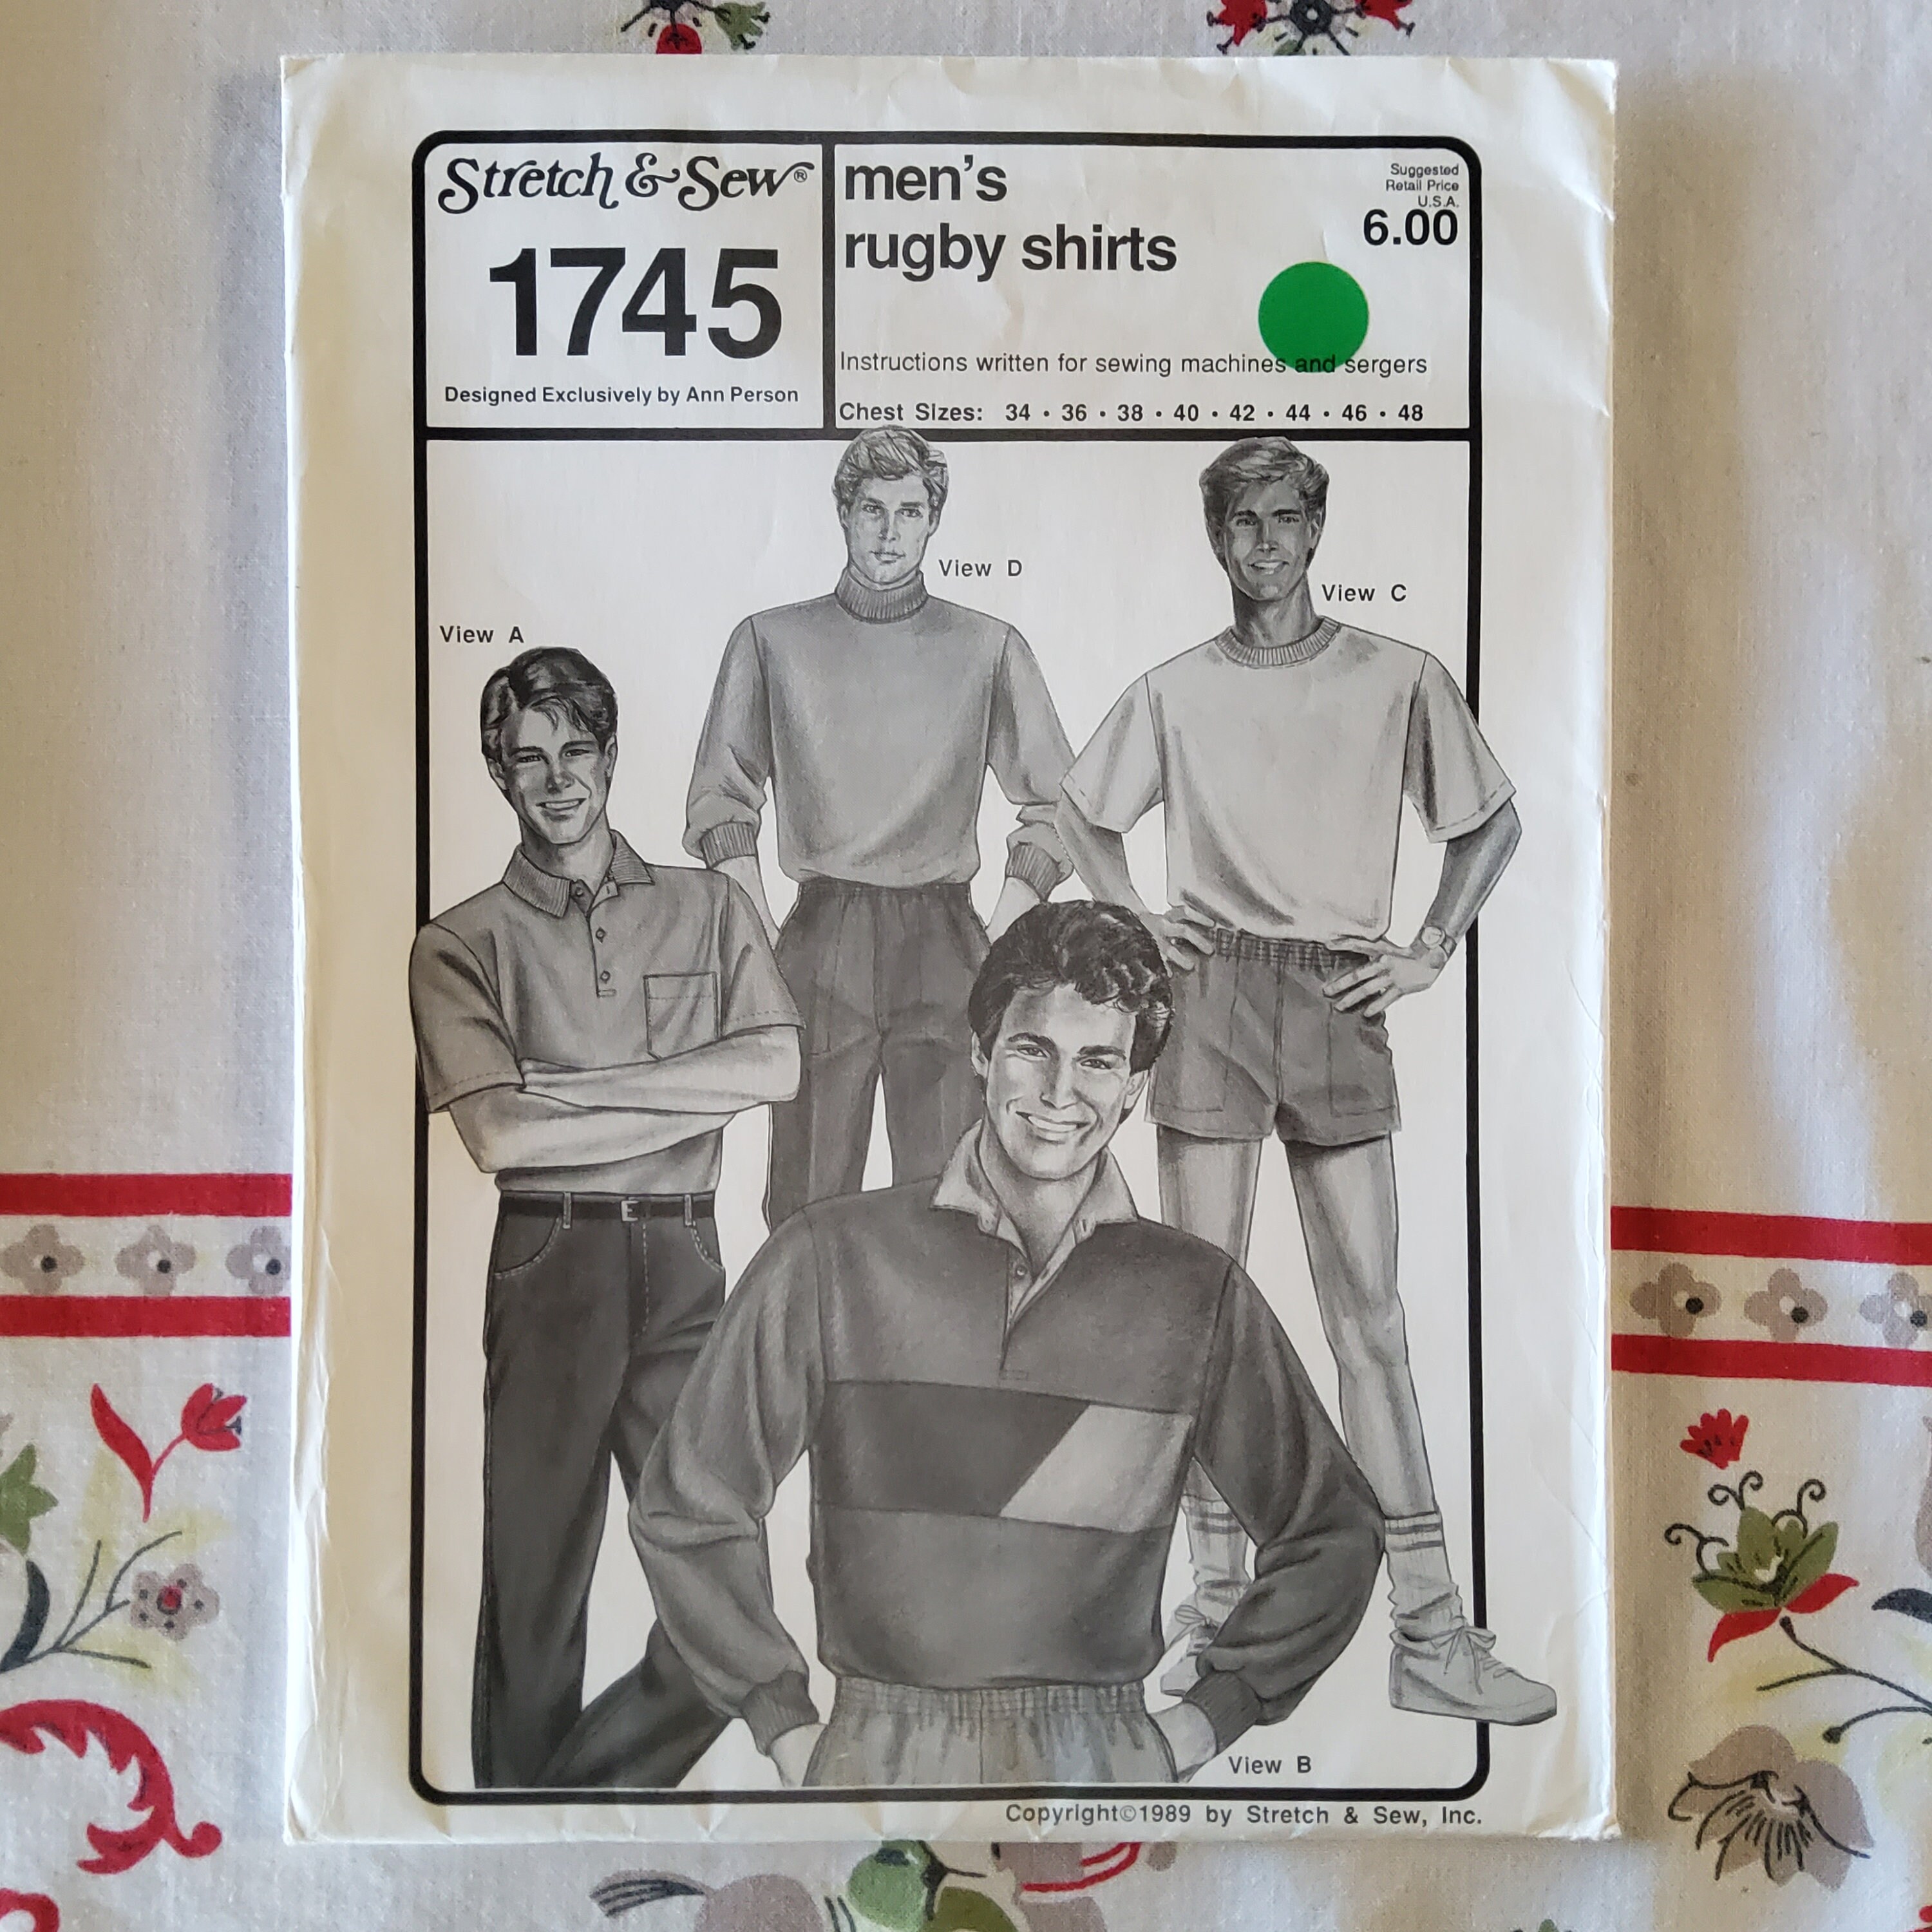 Stretch & Sew®
1745
Designed Exclusively by Ann Person
men's
rugby shirts
Suggested
Retail Price
U.S.A.
6.00
Instructions written for sewing machines and sergers
Chest Sizes: 34 • 36 • 38 • 40 • 42 • 44 • 46 • 48
View D
View C
View A
View B
Copyright©1989 by Stretch & Sew, Inc.